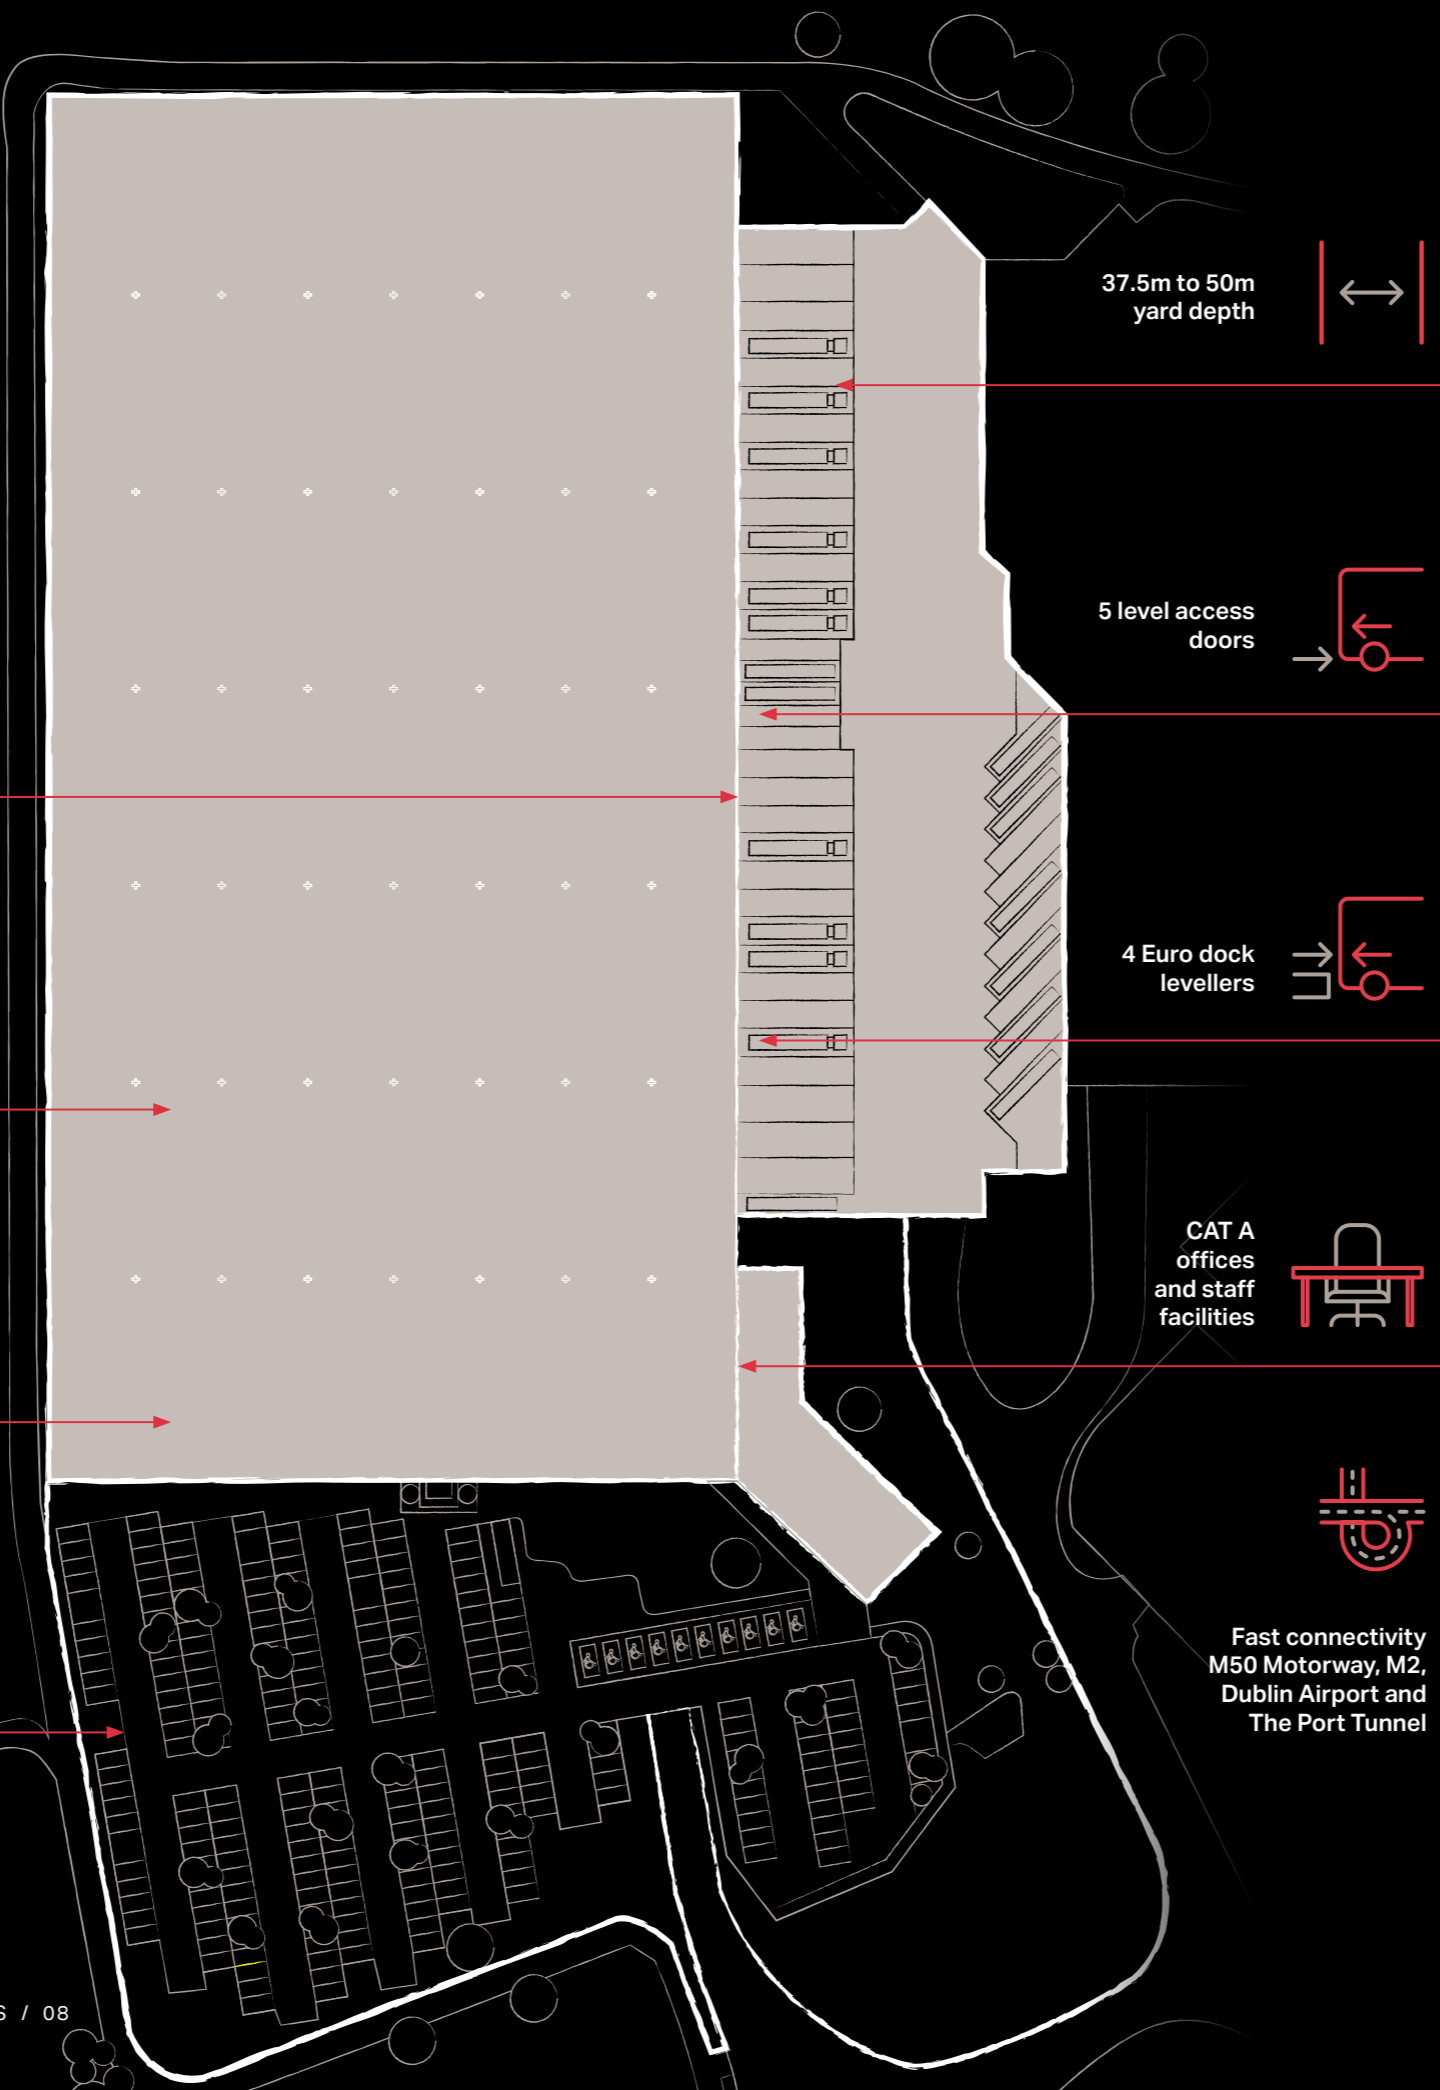 37.5m to 50m
yard depth
5 level access
doors
4 Euro dock
levellers
CAT A
offices
and staff
facilities
Fast connectivity
M50 Motorway, M2,
Dublin Airport and
The Port Tunnel
S / 08